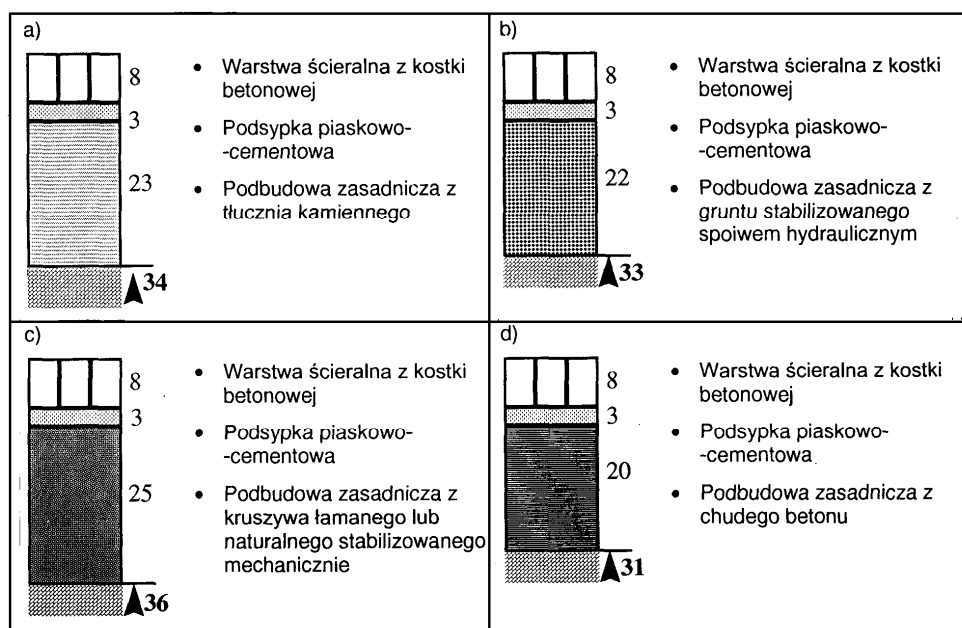 a)
8
3
23
34
• Warstwa ścieralna z kostki
betonowej
• Podsypka piaskowo-
-cementowa
• Podbudowa zasadnicza z
tłucznia kamiennego
b)
8
3
22
33
• Warstwa ścieralna z kostki
betonowej
• Podsypka piaskowo-
-cementowa
• Podbudowa zasadnicza z
gruntu stabilizowanego
spoiwem hydraulicznym
c)
8
3
25
36
• Warstwa ścieralna z kostki
betonowej
• Podsypka piaskowo-
-cementowa
• Podbudowa zasadnicza z
kruszywa łamanego lub
naturalnego stabilizowanego
mechanicznie
d)
8
3
20
31
• Warstwa ścieralna z kostki
betonowej
• Podsypka piaskowo-
-cementowa
• Podbudowa zasadnicza z
chudego betonu